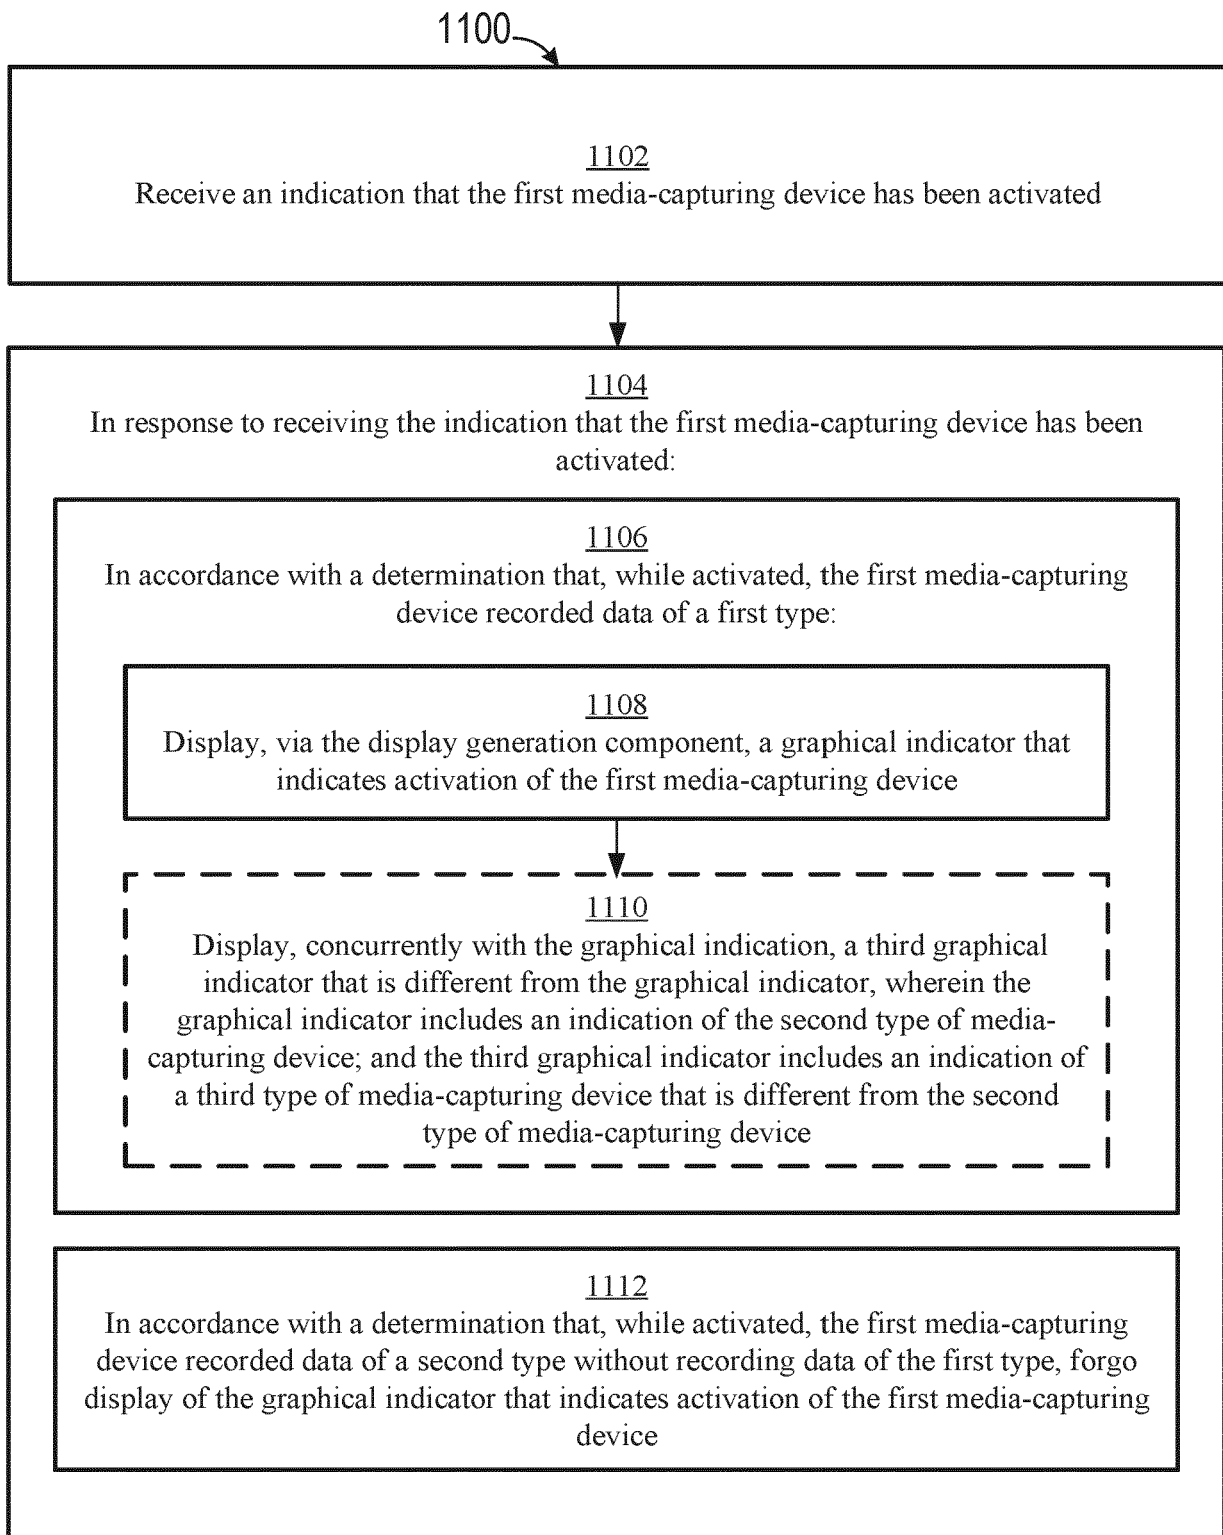 1100
1102
Receive an indication that the first media-capturing device has been activated
1104
In response to receiving the indication that the first media-capturing device has been
activated:
1106
In accordance with a determination that, while activated, the first media-capturing
device recorded data of a first type:
1108
Display, via the display generation component, a graphical indicator that
indicates activation of the first media-capturing device
1110
Display, concurrently with the graphical indication, a third graphical
indicator that is different from the graphical indicator, wherein the
graphical indicator includes an indication of the second type of media-
capturing device; and the third graphical indicator includes an indication of
a third type of media-capturing device that is different from the second
type of media-capturing device
1112
In accordance with a determination that, while activated, the first media-capturing
device recorded data of a second type without recording data of the first type, forgo
display of the graphical indicator that indicates activation of the first media-capturing
device